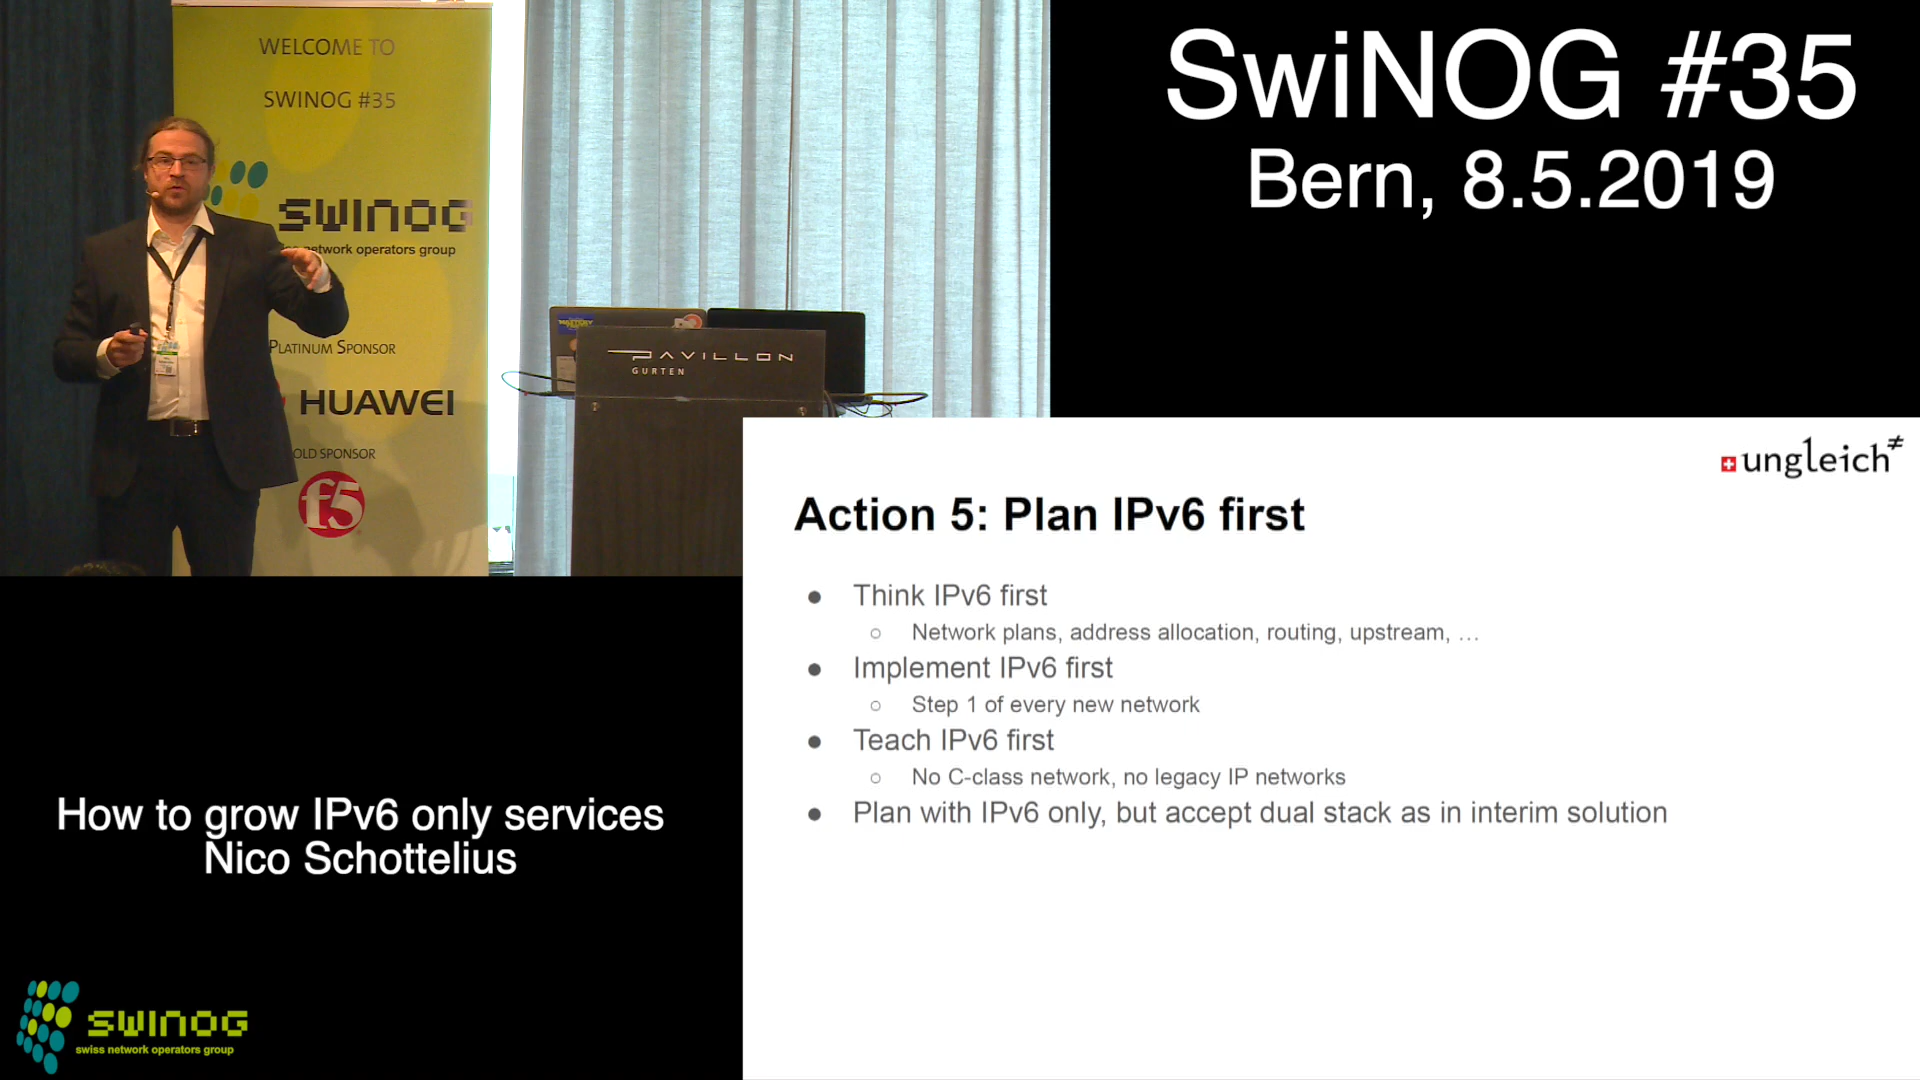 WELCOME TO
SWINOG #35
SWINOG
network operators group
PLATINUM SPONSOR
HUAWEI
OLD SPONSOR
f5
PAVILLON
GURTEN
SwiNOG #35
Bern, 8.5.2019
ungleich≠
Action 5: Plan IPv6 first
● Think IPv6 first
○ Network plans, address allocation, routing, upstream, …
● Implement IPv6 first
○ Step 1 of every new network
● Teach IPv6 first
○ No C-class network, no legacy IP networks
● Plan with IPv6 only, but accept dual stack as in interim solution
How to grow IPv6 only services
Nico Schottelius
SWINOG
swiss network operators group